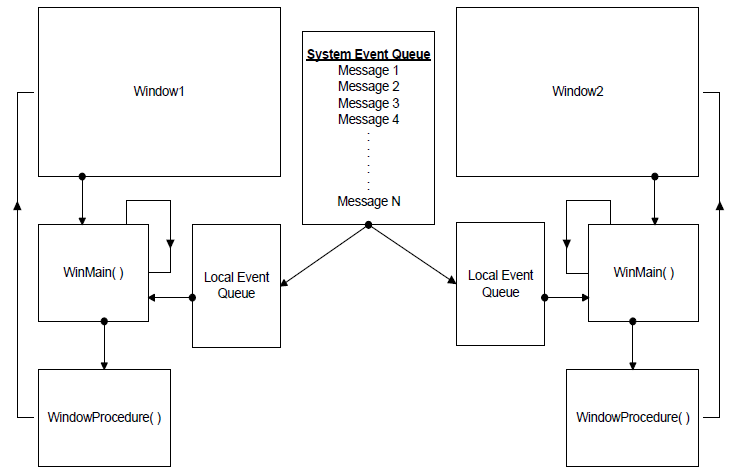 Window1
System Event Queue
Message 1
Message 2
Message 3
Message 4
Message N
Window2
WinMain( )
Local Event
Queue
Local Event
Queue
WinMain( )
WindowProcedure( )
WindowProcedure( )